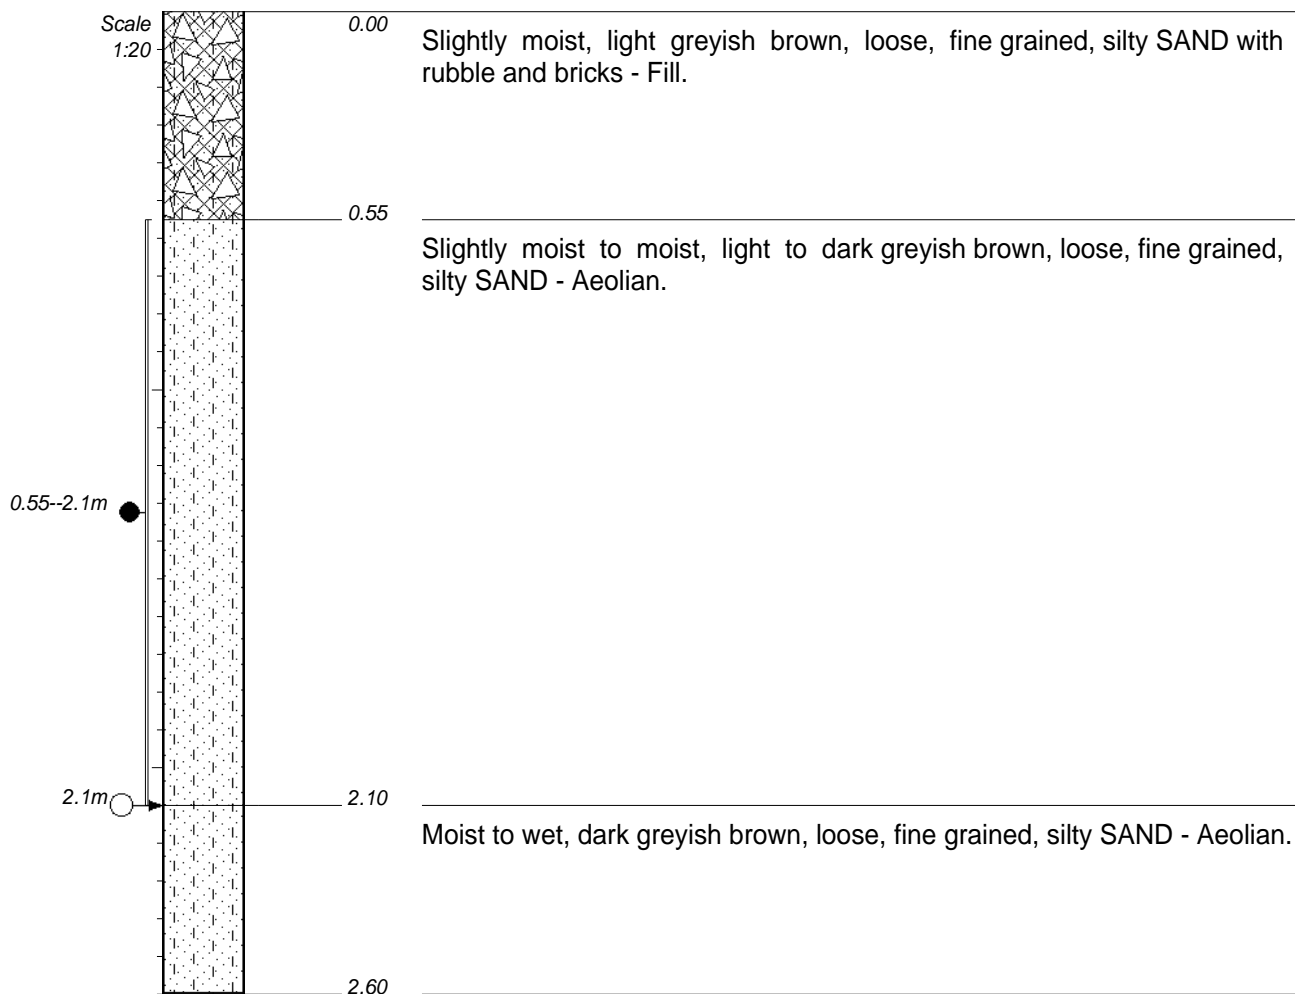 Scale
1:20
0.00
Slightly moist, light greyish brown, loose, fine grained, silty SAND with
rubble and bricks - Fill.
0.55
Slightly moist to moist, light to dark greyish brown, loose, fine grained,
silty SAND - Aeolian.
0.55--2.1m
2.1m
2.10
Moist to wet, dark greyish brown, loose, fine grained, silty SAND - Aeolian.
2.60